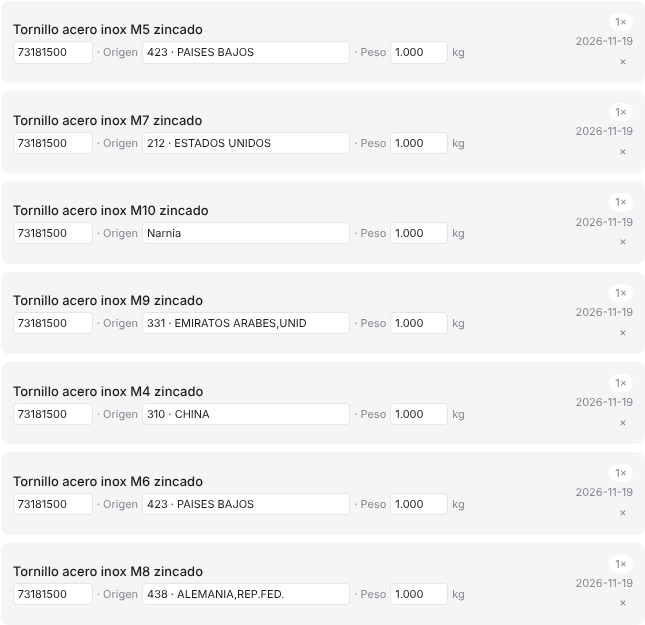 Tornillo acero inox M5 zincado
1×
73181500 · Origen 423 · PAISES BAJOS · Peso 1.000 kg
2026-11-19
×
Tornillo acero inox M7 zincado
1×
73181500 · Origen 212 · ESTADOS UNIDOS · Peso 1.000 kg
2026-11-19
×
Tornillo acero inox M10 zincado
1×
73181500 · Origen Narnia · Peso 1.000 kg
2026-11-19
×
Tornillo acero inox M9 zincado
1×
73181500 · Origen 331 · EMIRATOS ARABES,UNID · Peso 1.000 kg
2026-11-19
×
Tornillo acero inox M4 zincado
1×
73181500 · Origen 310 · CHINA · Peso 1.000 kg
2026-11-19
×
Tornillo acero inox M6 zincado
1×
73181500 · Origen 423 · PAISES BAJOS · Peso 1.000 kg
2026-11-19
×
Tornillo acero inox M8 zincado
1×
73181500 · Origen 438 · ALEMANIA,REP.FED. · Peso 1.000 kg
2026-11-19
×